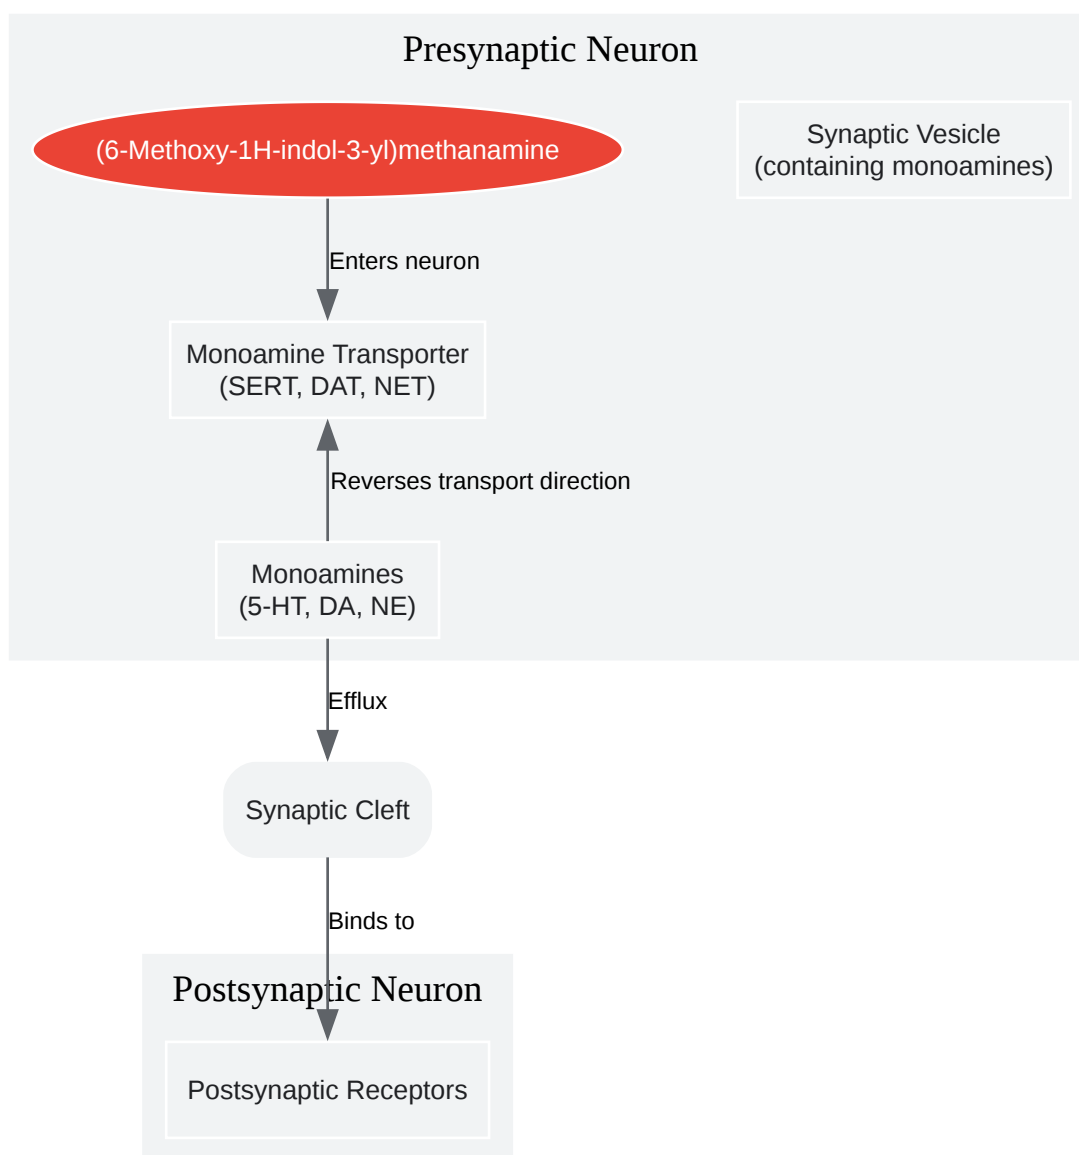 Presynaptic Neuron
(6-Methoxy-1H-indol-3-yl)methanamine
Synaptic Vesicle
(containing monoamines)
Enters neuron
Monoamine Transporter
(SERT, DAT, NET)
Reverses transport direction
Monoamines
(5-HT, DA, NE)
Efflux
Synaptic Cleft
Binds to
Postsynaptic Neuron
Postsynaptic Receptors